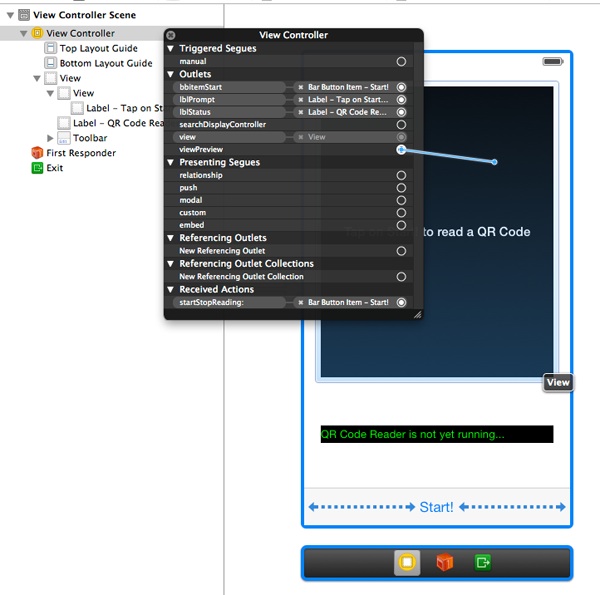 View Controller Scene
View Controller
Top Layout Guide
Bottom Layout Guide
View
View
Label – Tap on St
Label – QR Code Rea
Toolbar
First Responder
Exit
View Controller
Triggered Segues
manual
Outlets
bbitemStart Bar Button Item – Start!
lblPrompt Label – Tap on Start...
lblStatus Label – QR Code Re...
searchDisplayController
view View
viewPreview
Presenting Segues
relationship
push
modal
custom
embed
Referencing Outlets
New Referencing Outlet
Referencing Outlet Collections
New Referencing Outlet Collection
Received Actions
startStopReading: Bar Button Item – Start!
to read a QR Code
View
QR Code Reader is not yet running...
Start!